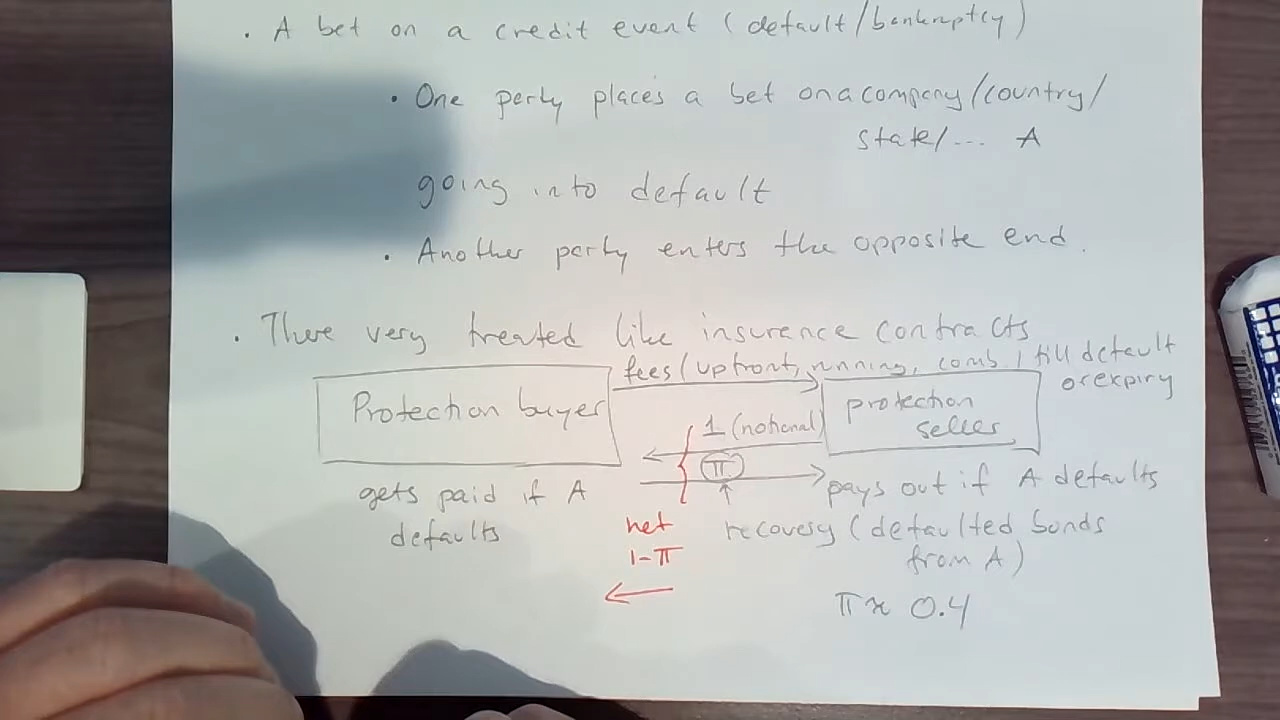 . A bet on a credit event (default/bankruptcy)
• One party places a bet on a company/country/
state/... A
going into default
• Another party enters the opposite end.
• There very treated like insurance contracts
fees (upfront, running, comb.) till default
or expiry
Protection buyer
protection
seller
1 (notional)
π
gets paid if A
defaults
pays out if A defaults
net
1-π
recovery (defaulted bonds
from A)
π ≈ 0.4